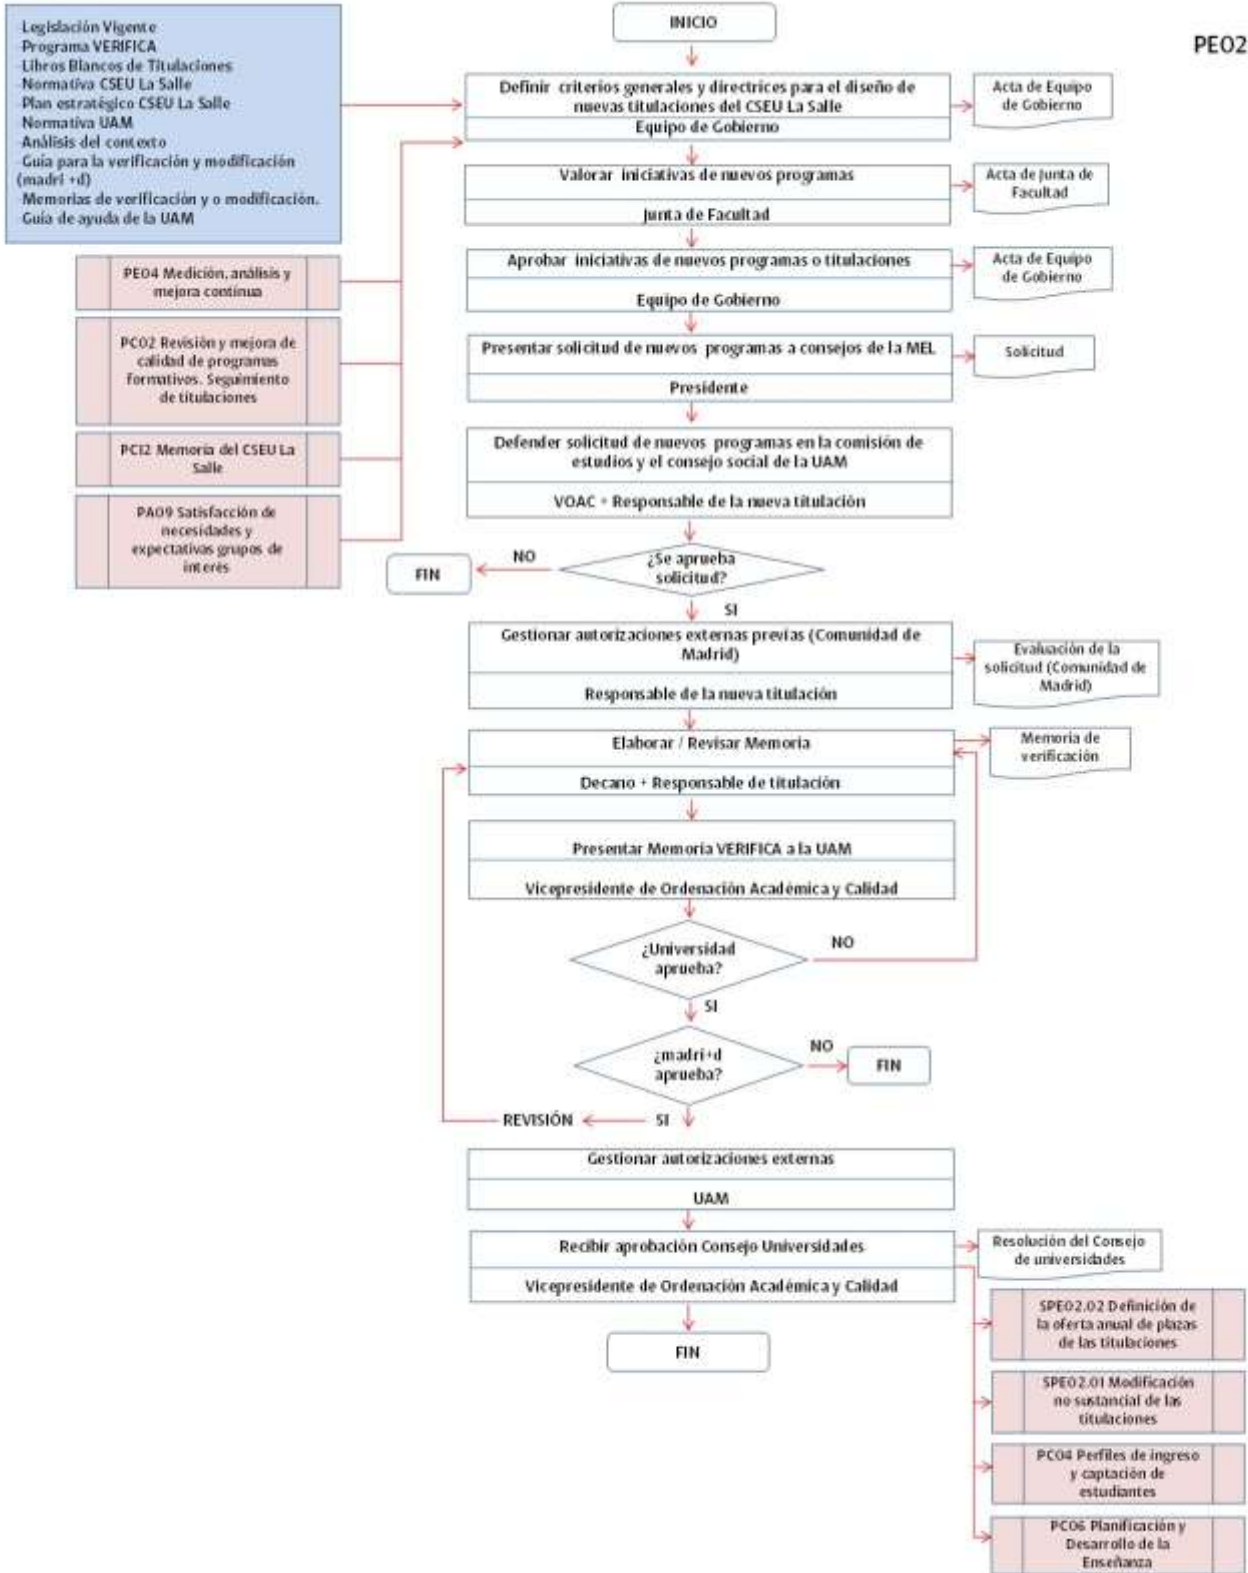 PE02
Legislación Vigente
Programa VERIFICA
Libros Blancos de Titulaciones
Normativa CSEU La Salle
Plan estratégico CSEU La Salle
Normativa UAM
Análisis del contexto
Guía para la verificación y modificación
(madri +d)
Memorias de verificación y o modificación.
Guía de ayuda de la UAM
PE04 Medición, análisis y
mejora contínua
PC02 Revisión y mejora de
calidad de programas
formativos. Seguimiento
de titulaciones
PC12 Memoria del CSEU La
Salle
PA09 Satisfacción de
necesidades y
expectativas grupos de
interés
INICIO
Definir criterios generales y directrices para el diseño de
nuevas titulaciones del CSEU La Salle
Equipo de Gobierno
Acta de Equipo
de Gobierno
Valorar iniciativas de nuevos programas
Junta de Facultad
Acta de Junta de
Facultad
Aprobar iniciativas de nuevos programas o titulaciones
Equipo de Gobierno
Acta de Equipo
de Gobierno
Presentar solicitud de nuevos programas a consejos de la MEL
Presidente
Solicitud
Defender solicitud de nuevos programas en la comisión de
estudios y el consejo social de la UAM
VOAC + Responsable de la nueva titulación
¿Se aprueba
solicitud?
NO
FIN
SI
Gestionar autorizaciones externas previas (Comunidad de
Madrid)
Responsable de la nueva titulación
Evaluación de la
solicitud (Comunidad de
Madrid)
Elaborar / Revisar Memoria
Decano + Responsable de titulación
Memoria de
verificación
Presentar Memoria VERIFICA a la UAM
Vicepresidente de Ordenación Académica y Calidad
¿Universidad
aprueba?
NO
SI
¿madri+d
aprueba?
NO
FIN
REVISIÓN
SI
Gestionar autorizaciones externas
UAM
Recibir aprobación Consejo Universidades
Vicepresidente de Ordenación Académica y Calidad
Resolución del Consejo
de universidades
FIN
SPE02.02 Definición de
la oferta anual de plazas
de las titulaciones
SPE02.01 Modificación
no sustancial de las
titulaciones
PC04 Perfiles de ingreso
y captación de
estudiantes
PC06 Planificación y
Desarrollo de la
Enseñanza